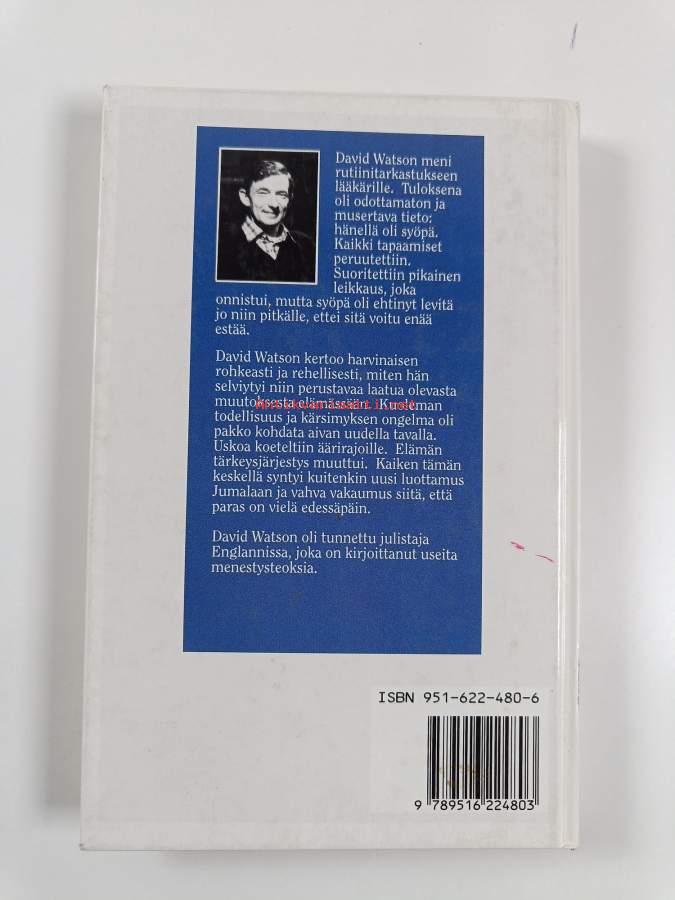 David Watson meni
rutiinitarkastukseen
lääkärille. Tuloksena
oli odottamaton ja
musertava tieto:
hänellä oli syöpä.
Kaikki tapaamiset
peruutettiin.
Suoritettiin pikainen
leikkaus, joka
onnistui, mutta syöpä oli ehtinyt levitä
jo niin pitkälle, ettei sitä voitu enää
estää.
David Watson kertoo harvinaisen
rohkeasti ja rehellisesti, miten hän
selviytyi niin perustavaa laatua olevasta
muutoksesta elämässään. Kuoleman
todellisuus ja kärsimyksen ongelma oli
pakko kohdata aivan uudella tavalla.
Uskoa koeteltiin äärirajoille. Elämän
tärkeysjärjestys muuttui. Kaiken tämän
keskellä syntyi kuitenkin uusi luottamus
Jumalaan ja vahva vakaumus siitä, että
paras on vielä edessäpäin.
David Watson oli tunnettu julistaja
Englannissa, joka on kirjoittanut useita
menestysteoksia.
ISBN 951-622-480-6
9 789516 224803